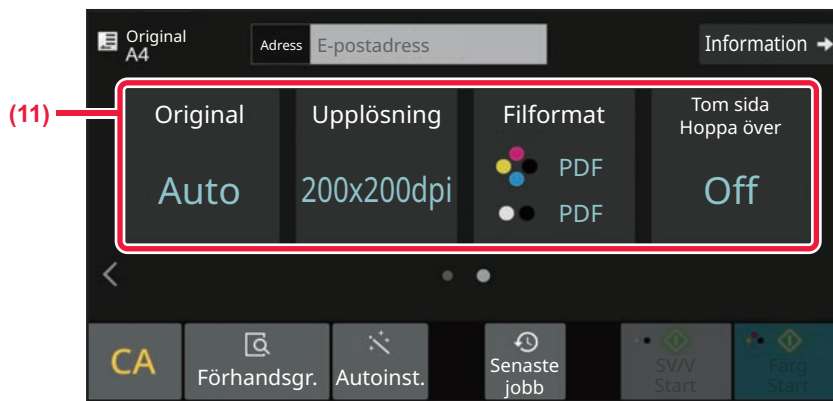 Original
A4
Adress
E-postadress
Information
(11)
Original
Upplösning
Filformat
Tom sida
Hoppa över
Auto
200x200dpi
PDF
PDF
Off
CA
Förhandsgr.
Autoinst.
Senaste
jobb
SV/V
Start
Färg
Start